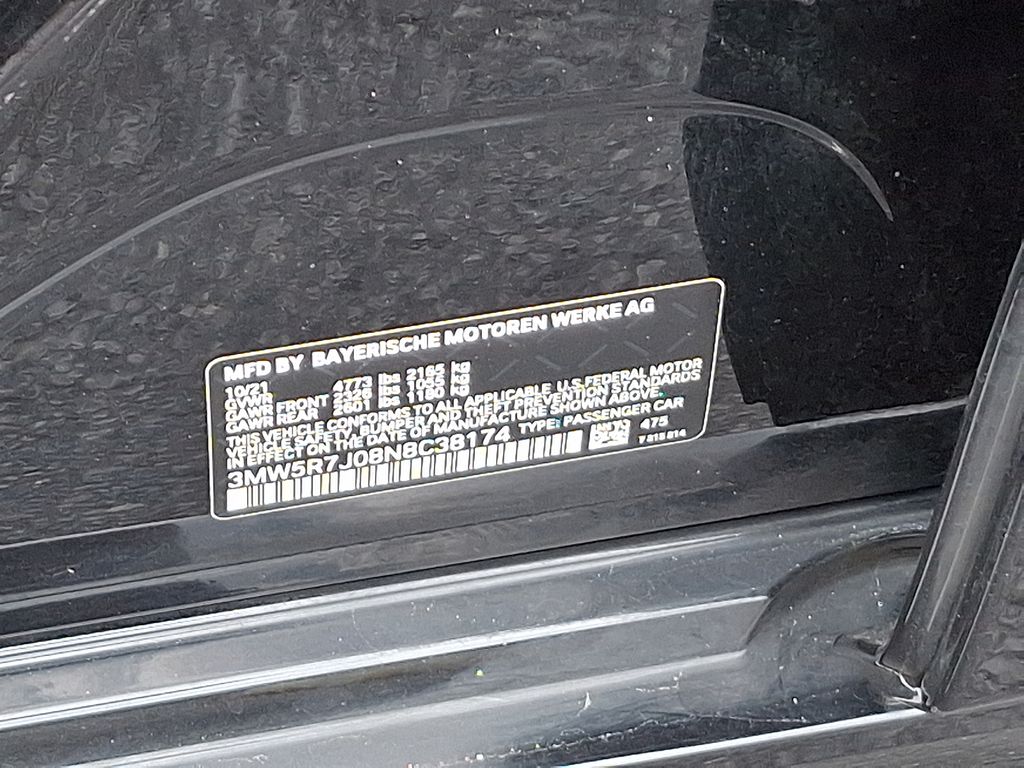 MFD BY BAYERISCHE MOTOREN WERKE AG
10/21
GVWR 4773 lbs 2165 kg
GAWR FRONT 2326 lbs 1055 kg
GAWR REAR 2601 lbs 1180 kg
THIS VEHICLE CONFORMS TO ALL APPLICABLE U.S. FEDERAL MOTOR
VEHICLE SAFETY, BUMPER AND THEFT PREVENTION STANDARDS
IN EFFECT ON THE DATE OF MANUFACTURE SHOWN ABOVE.
3MW5R7J08N8C38174 TYPE: PASSENGER CAR
475